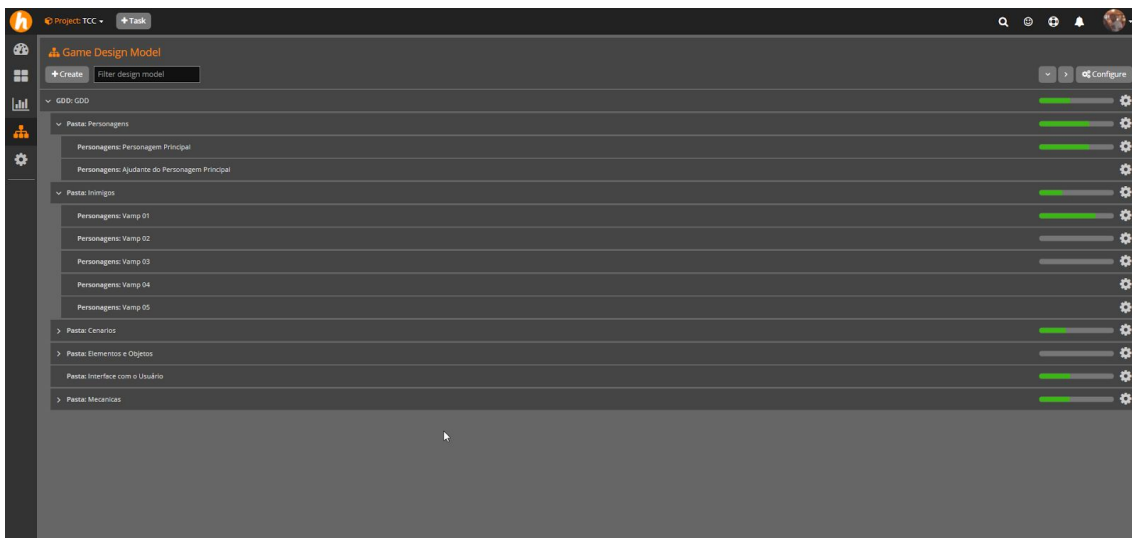 h Project: TCC + Task
Game Design Model
+ Create Filter design model Configure
GDD: GDD
Pasta: Personagens
Personagens: Personagem Principal
Personagens: Ajudante do Personagem Principal
Pasta: Inimigos
Personagens: Vamp 01
Personagens: Vamp 02
Personagens: Vamp 03
Personagens: Vamp 04
Personagens: Vamp 05
Pasta: Cenarios
Pasta: Elementos e Objetos
Pasta: Interface com o Usuário
Pasta: Mecanicas